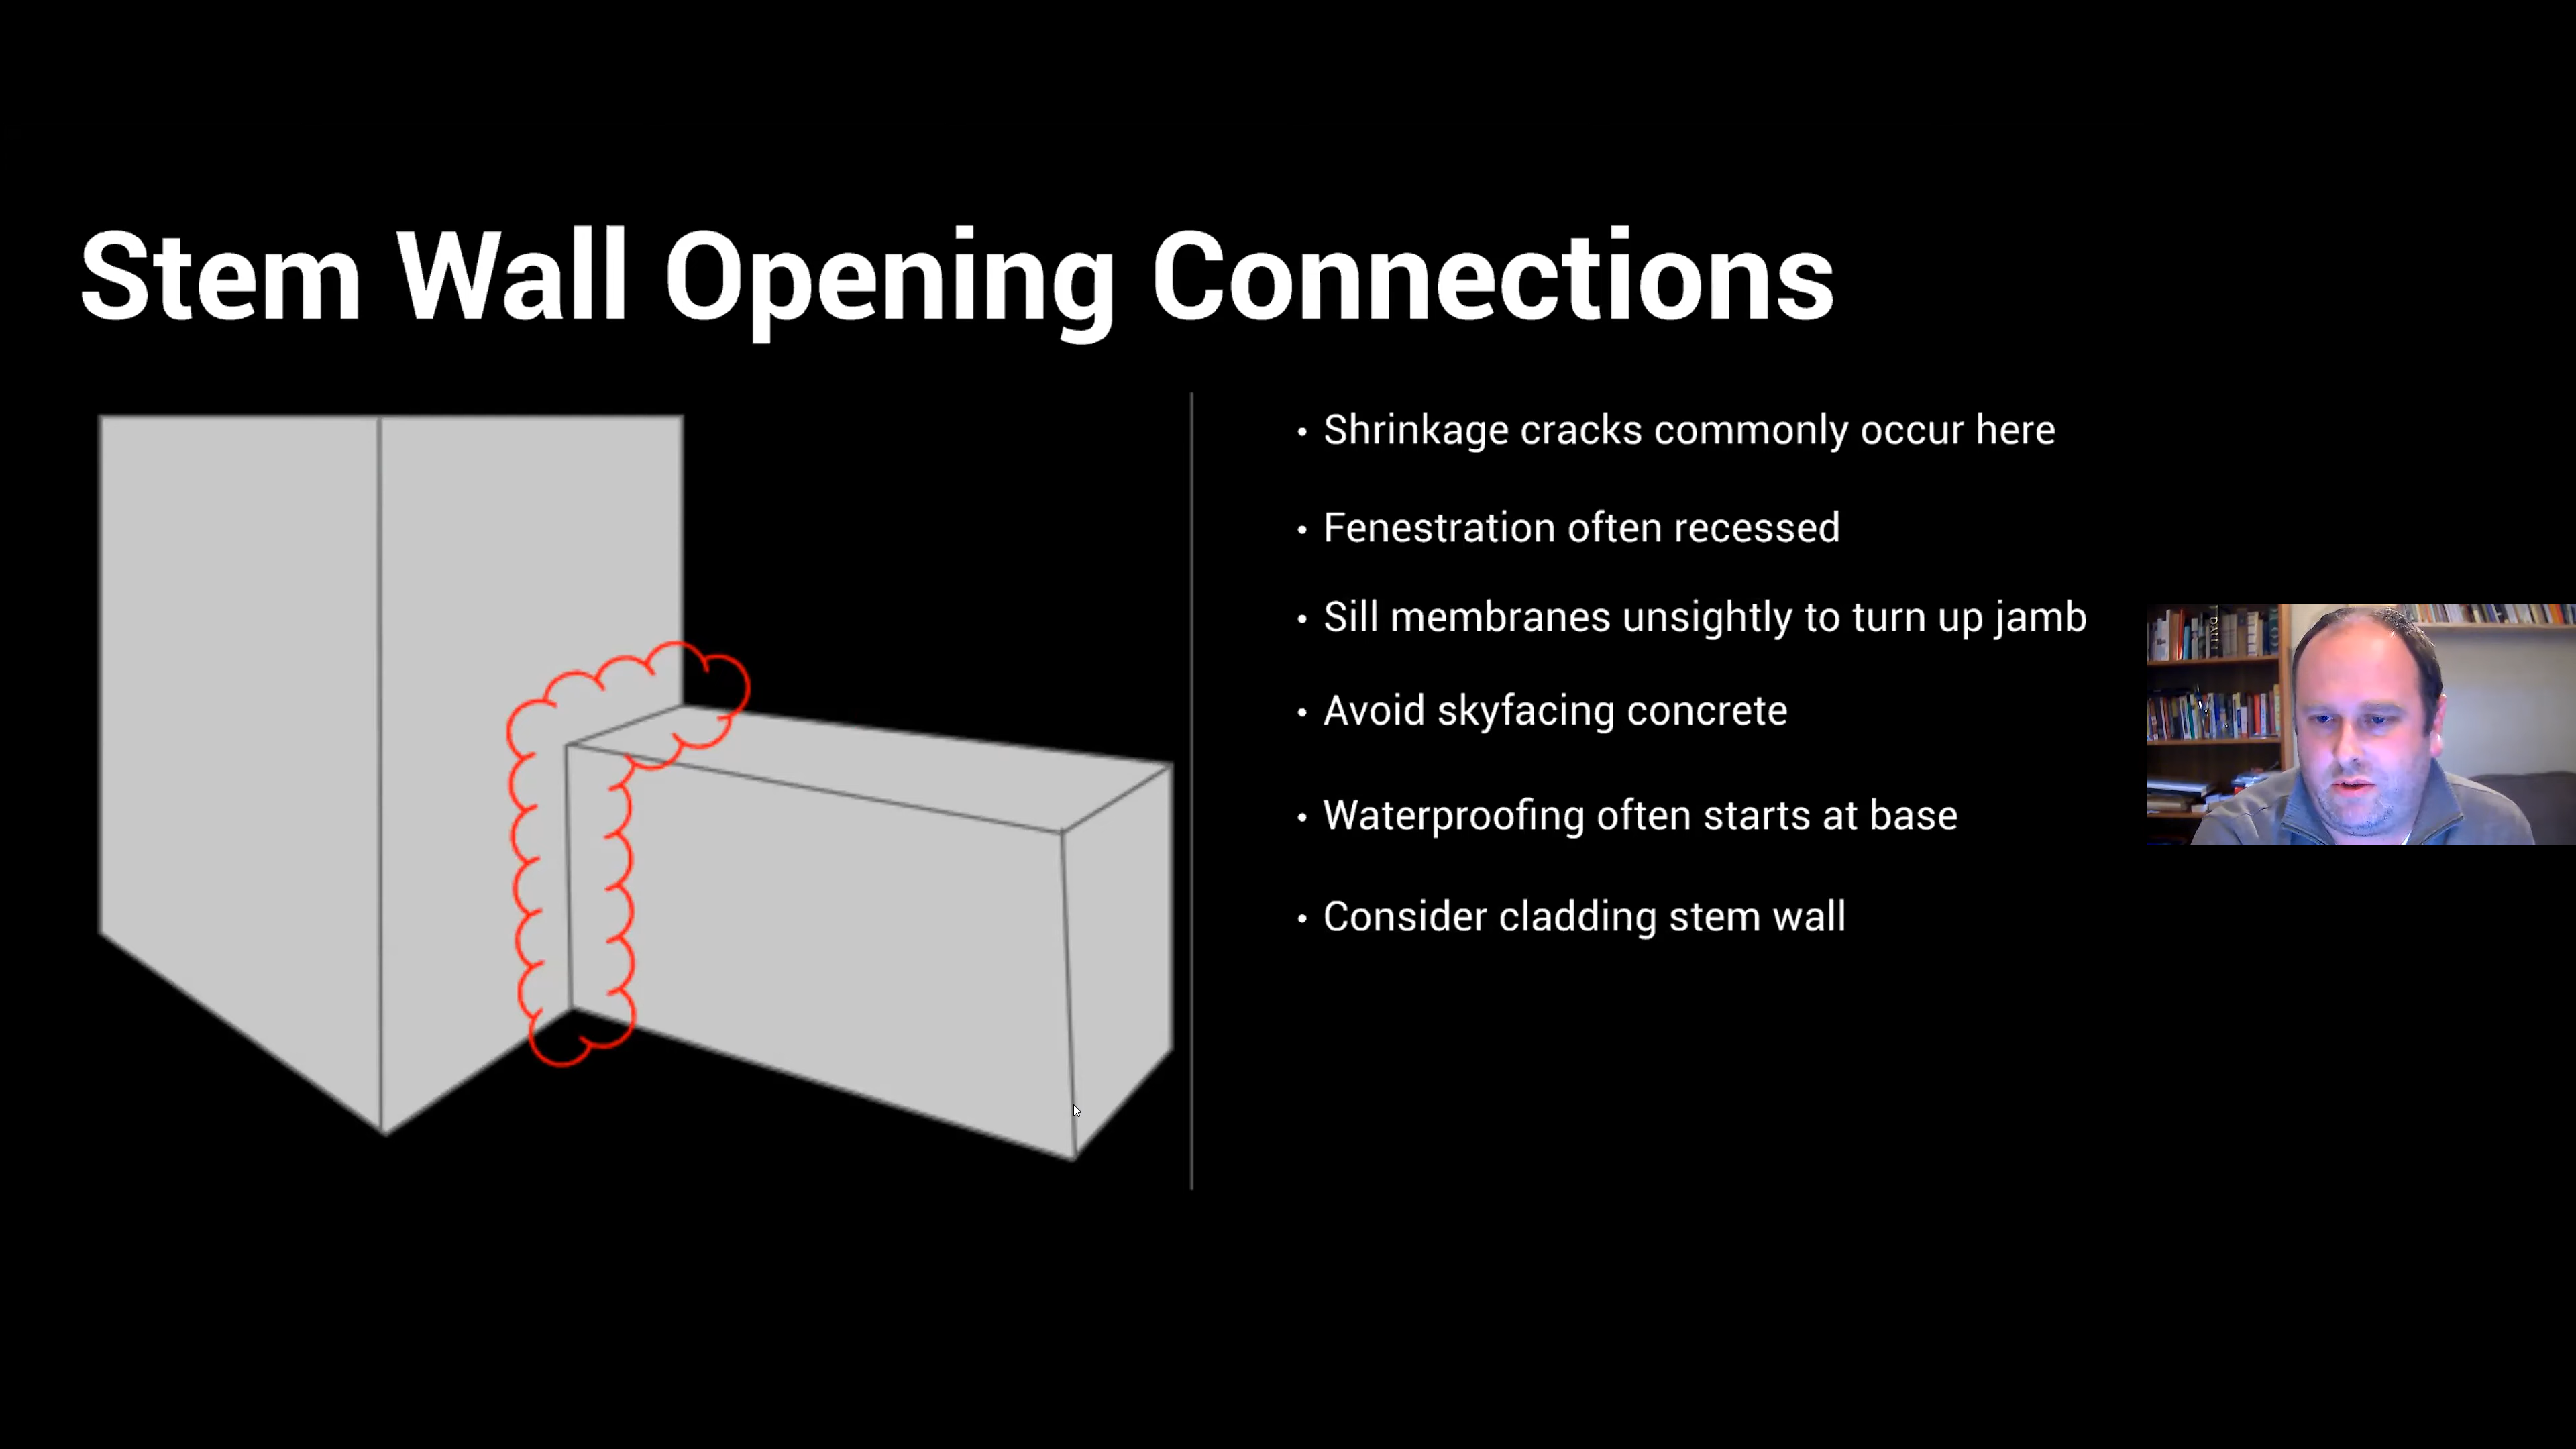 Stem Wall Opening Connections
• Shrinkage cracks commonly occur here
• Fenestration often recessed
• Sill membranes unsightly to turn up jamb
• Avoid skyfacing concrete
• Waterproofing often starts at base
• Consider cladding stem wall